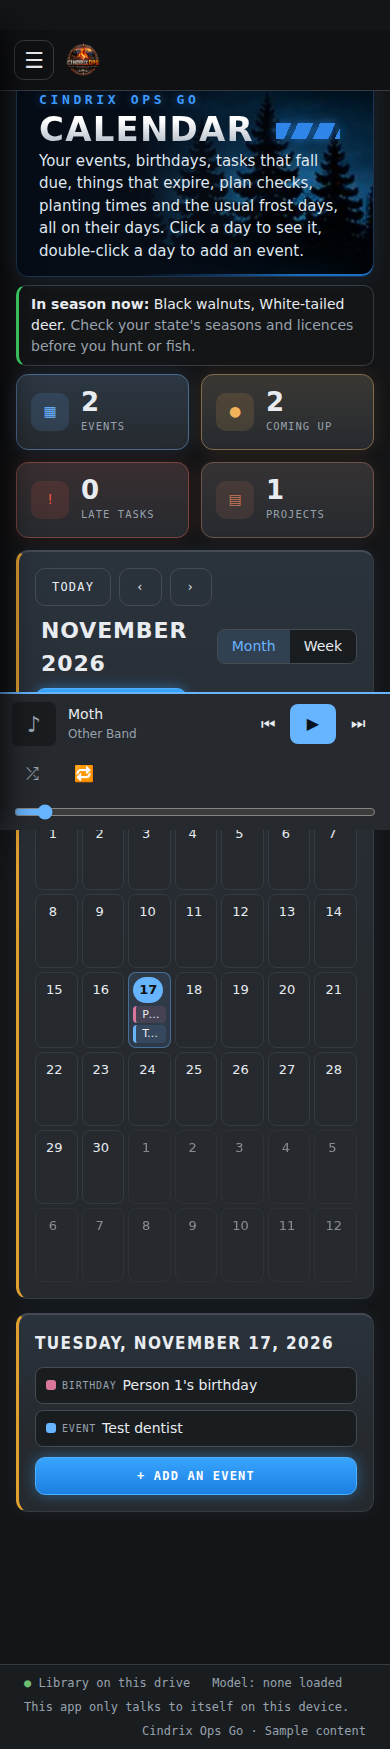 CINDRIX OPS GO
CALENDAR
Your events, birthdays, tasks that fall
due, things that expire, plan checks,
planting times and the usual frost days,
all on their days. Click a day to see it,
double-click a day to add an event.
In season now: Black walnuts, White-tailed
deer. Check your state's seasons and licences
before you hunt or fish.
2
EVENTS
2
COMING UP
0
LATE TASKS
1
PROJECTS
TODAY ‹ ›
NOVEMBER
2026
Month Week
Moth
Other Band
1 2 3 4 5 6 7
8 9 10 11 12 13 14
15 16 17 18 19 20 21
P...
T...
22 23 24 25 26 27 28
29 30 1 2 3 4 5
6 7 8 9 10 11 12
TUESDAY, NOVEMBER 17, 2026
BIRTHDAY Person 1's birthday
EVENT Test dentist
+ ADD AN EVENT
Library on this drive Model: none loaded
This app only talks to itself on this device.
Cindrix Ops Go · Sample content